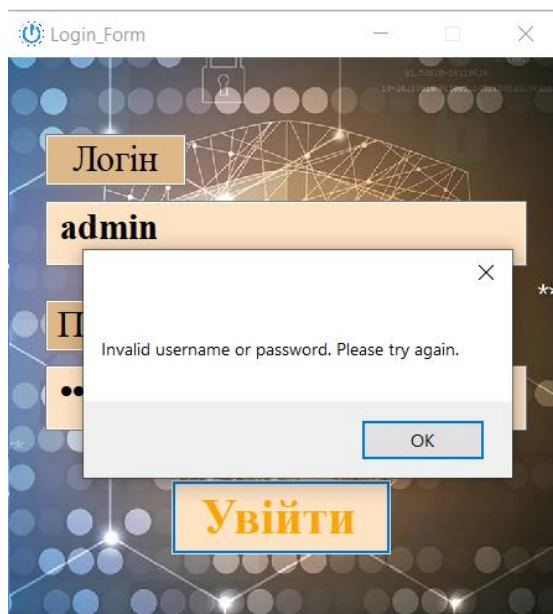 Login_Form
Логін
admin
Invalid username or password. Please try again.
OK
Увійти